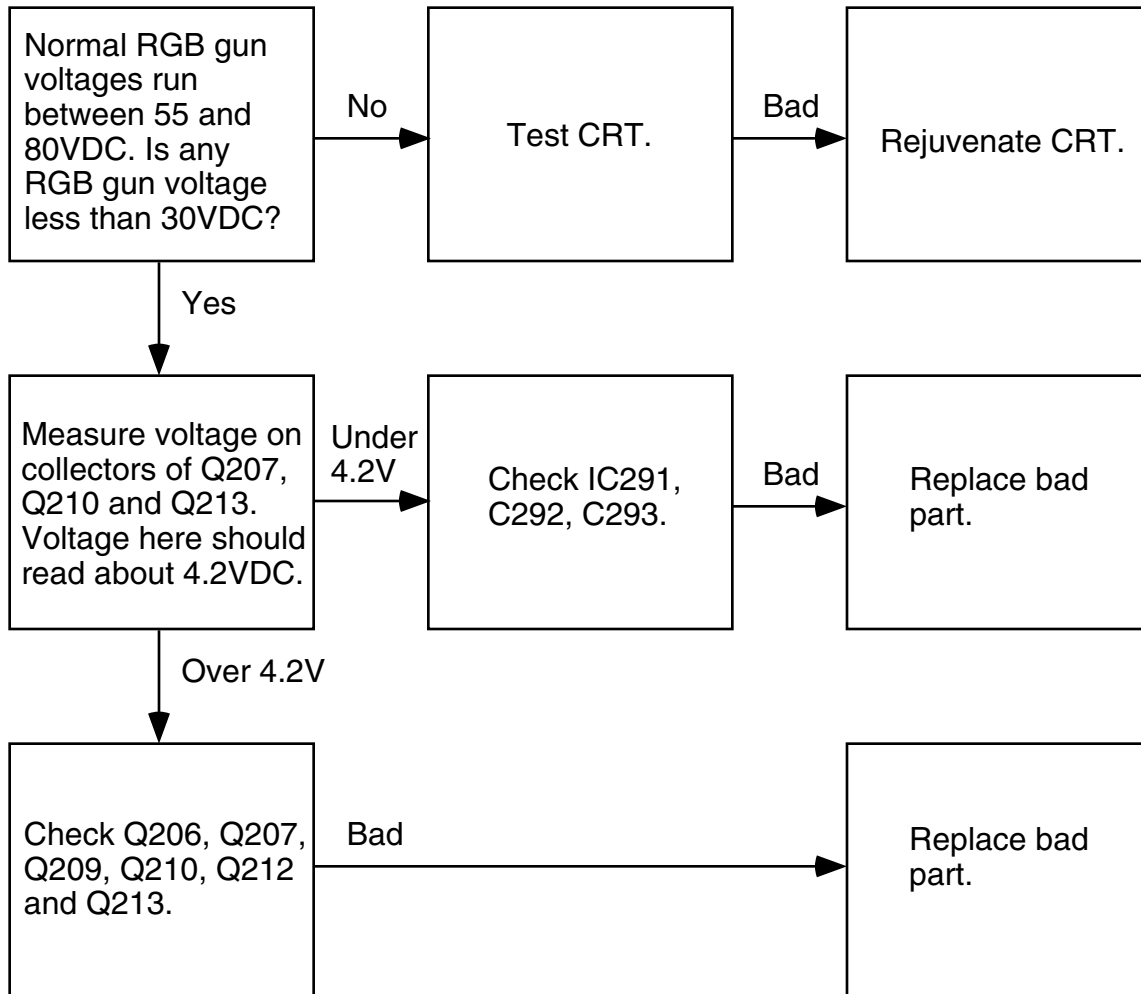 Normal RGB gun
voltages run
between 55 and
80VDC. Is any
RGB gun voltage
less than 30VDC?
No
Test CRT.
Bad
Rejuvenate CRT.
Yes
Measure voltage on
collectors of Q207,
Q210 and Q213.
Voltage here should
read about 4.2VDC.
Under
4.2V
Check IC291,
C292, C293.
Bad
Replace bad
part.
Over 4.2V
Check Q206, Q207,
Q209, Q210, Q212
and Q213.
Bad
Replace bad
part.